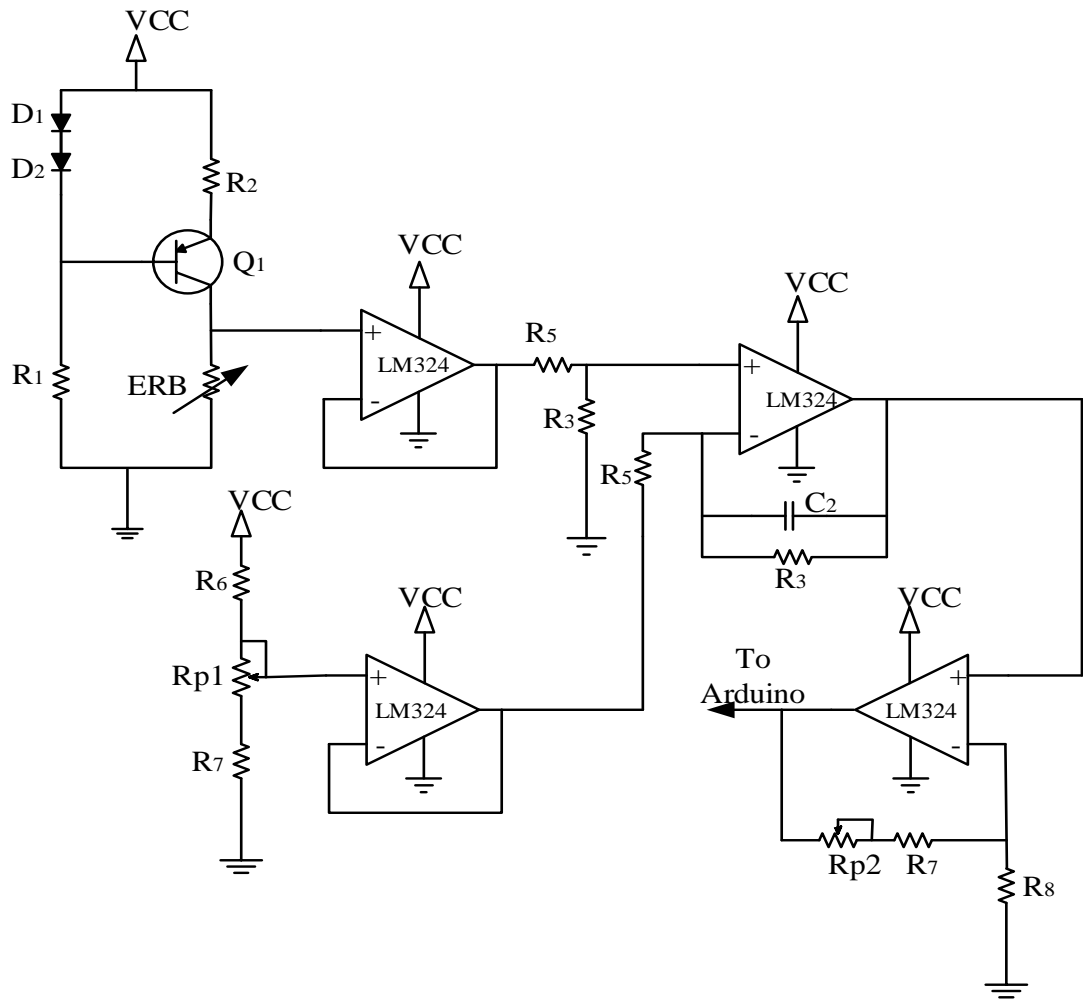 VCC
D1
D2
R2
Q1
R1
ERB
VCC
+
LM324
-
R5
R3
VCC
+
LM324
-
R5
C2
R3
VCC
R6
Rp1
R7
VCC
+
LM324
-
VCC
To
Arduino
+
LM324
-
Rp2
R7
R8